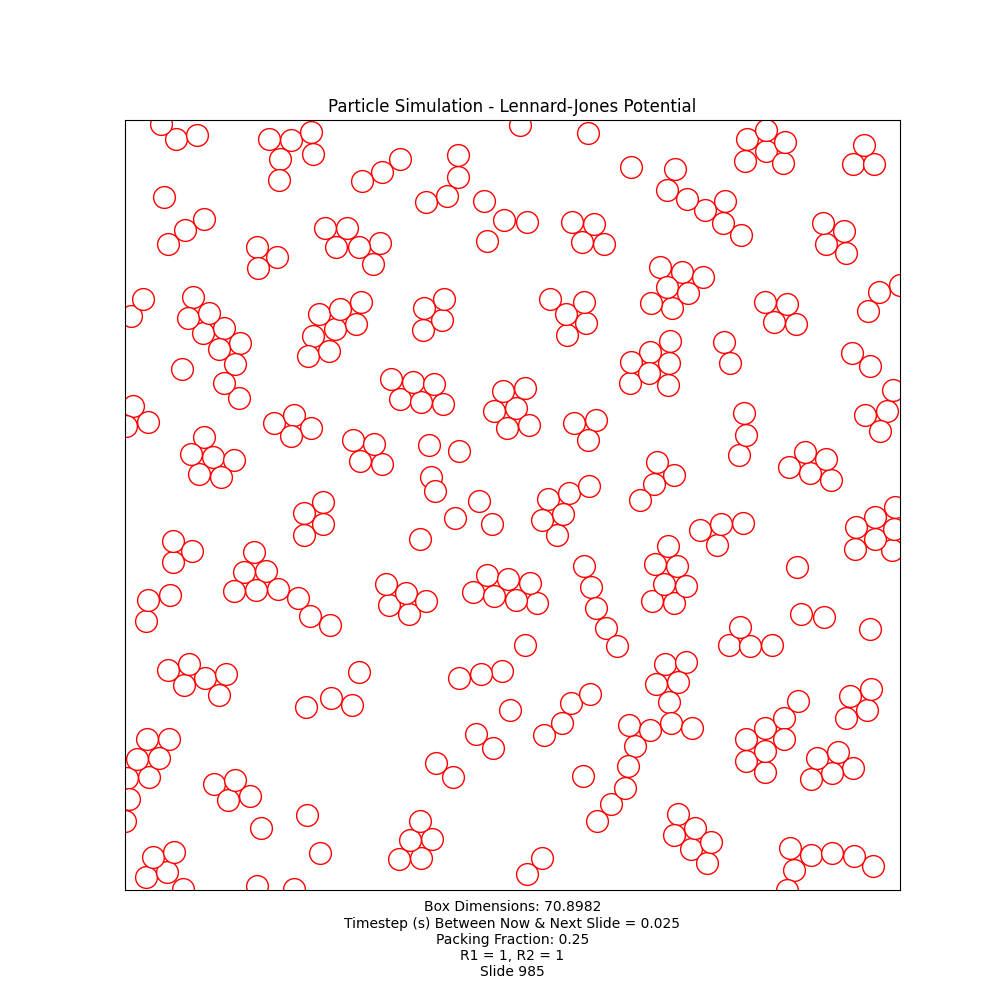 Particle Simulation - Lennard-Jones Potential
Box Dimensions: 70.8982
Timestep (s) Between Now & Next Slide = 0.025
Packing Fraction: 0.25
R1 = 1, R2 = 1
Slide 985